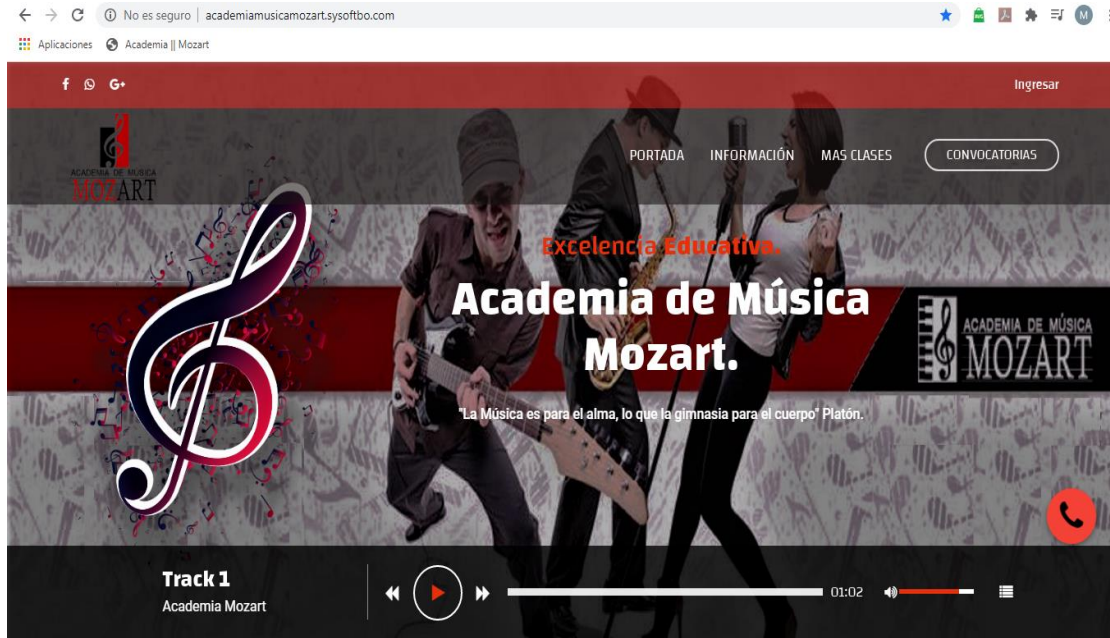 No es seguro | academiamusicamozart.sysoftbo.com
M
Aplicaciones Academia || Mozart
f G+ Ingresar
ACADEMIA DE MÚSICA
MOZART
PORTADA INFORMACIÓN MAS CLASES CONVOCATORIAS
Excelencia Educativa.
Academia de Música
Mozart.
ACADEMIA DE MÚSICA
MOZART
"La Música es para el alma, lo que la gimnasia para el cuerpo" Platón.
Track 1
Academia Mozart
01:02